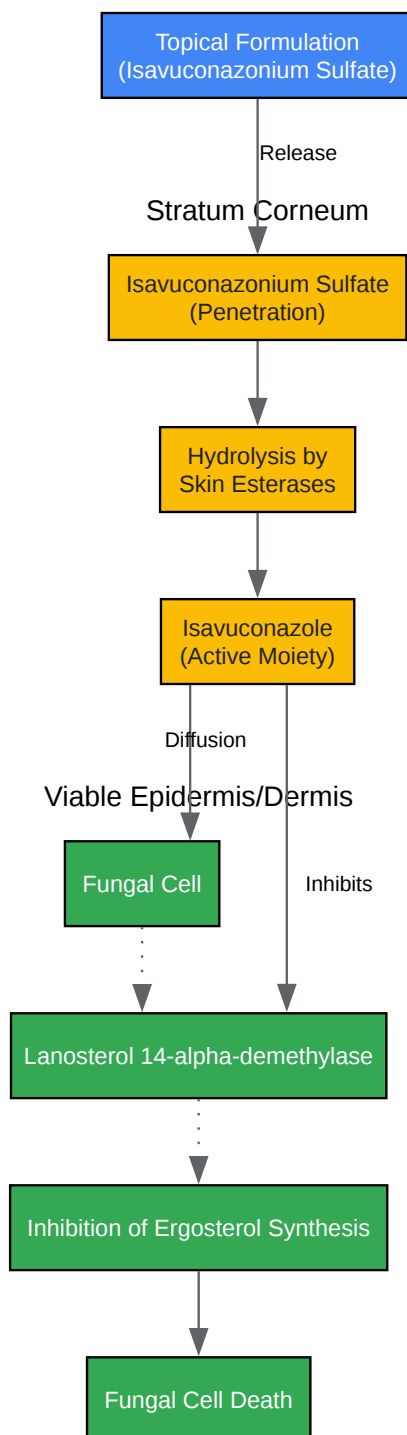 Topical Formulation
(Isavuconazonium Sulfate)
Release
Stratum Corneum
Isavuconazonium Sulfate
(Penetration)
Hydrolysis by
Skin Esterases
Isavuconazole
(Active Moiety)
Diffusion
Viable Epidermis/Dermis
Fungal Cell
Inhibits
Lanosterol 14-alpha-demethylase
Inhibition of Ergosterol Synthesis
Fungal Cell Death